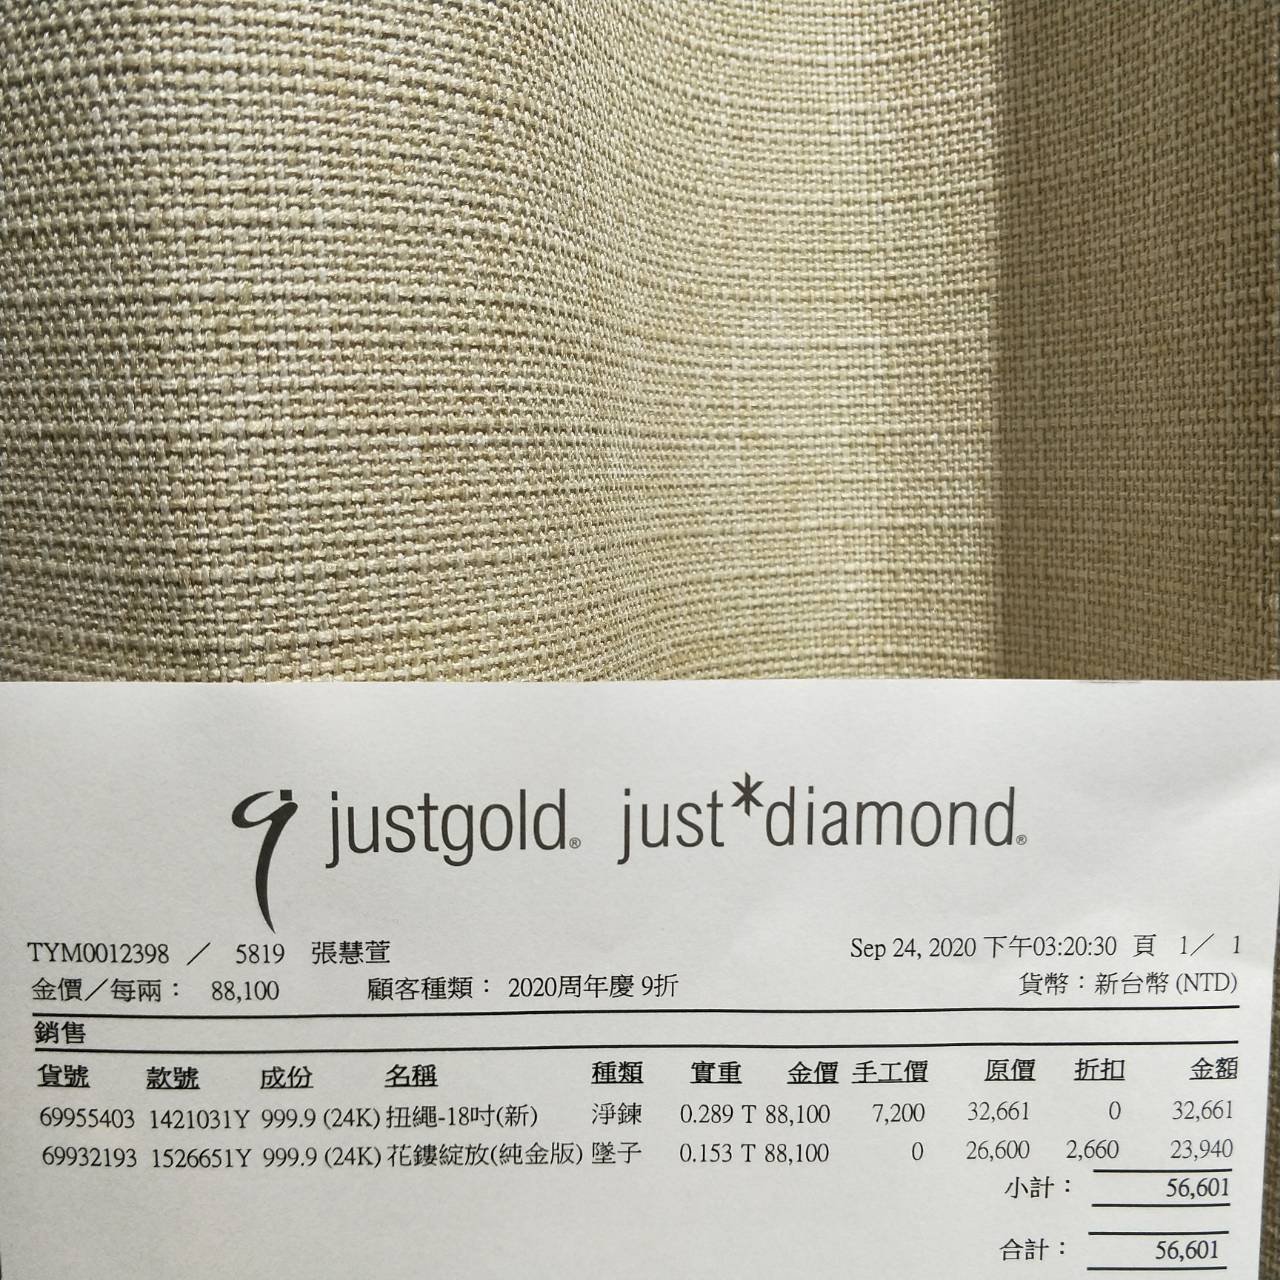 justgold® just*diamond®
TYM0012398 ／ 5819 張慧萱 Sep 24, 2020 下午03:20:30 頁 1／ 1
金價／每兩： 88,100 顧客種類： 2020周年慶 9折 貨幣：新台幣 (NTD)
銷售
貨號 款號 成份 名稱 種類 實重 金價 手工價 原價 折扣 金額
69955403 1421031Y 999.9 (24K) 扭繩-18吋(新) 淨鍊 0.289 T 88,100 7,200 32,661 0 32,661
69932193 1526651Y 999.9 (24K) 花鏤綻放(純金版) 墜子 0.153 T 88,100 0 26,600 2,660 23,940
小計： 56,601
合計： 56,601